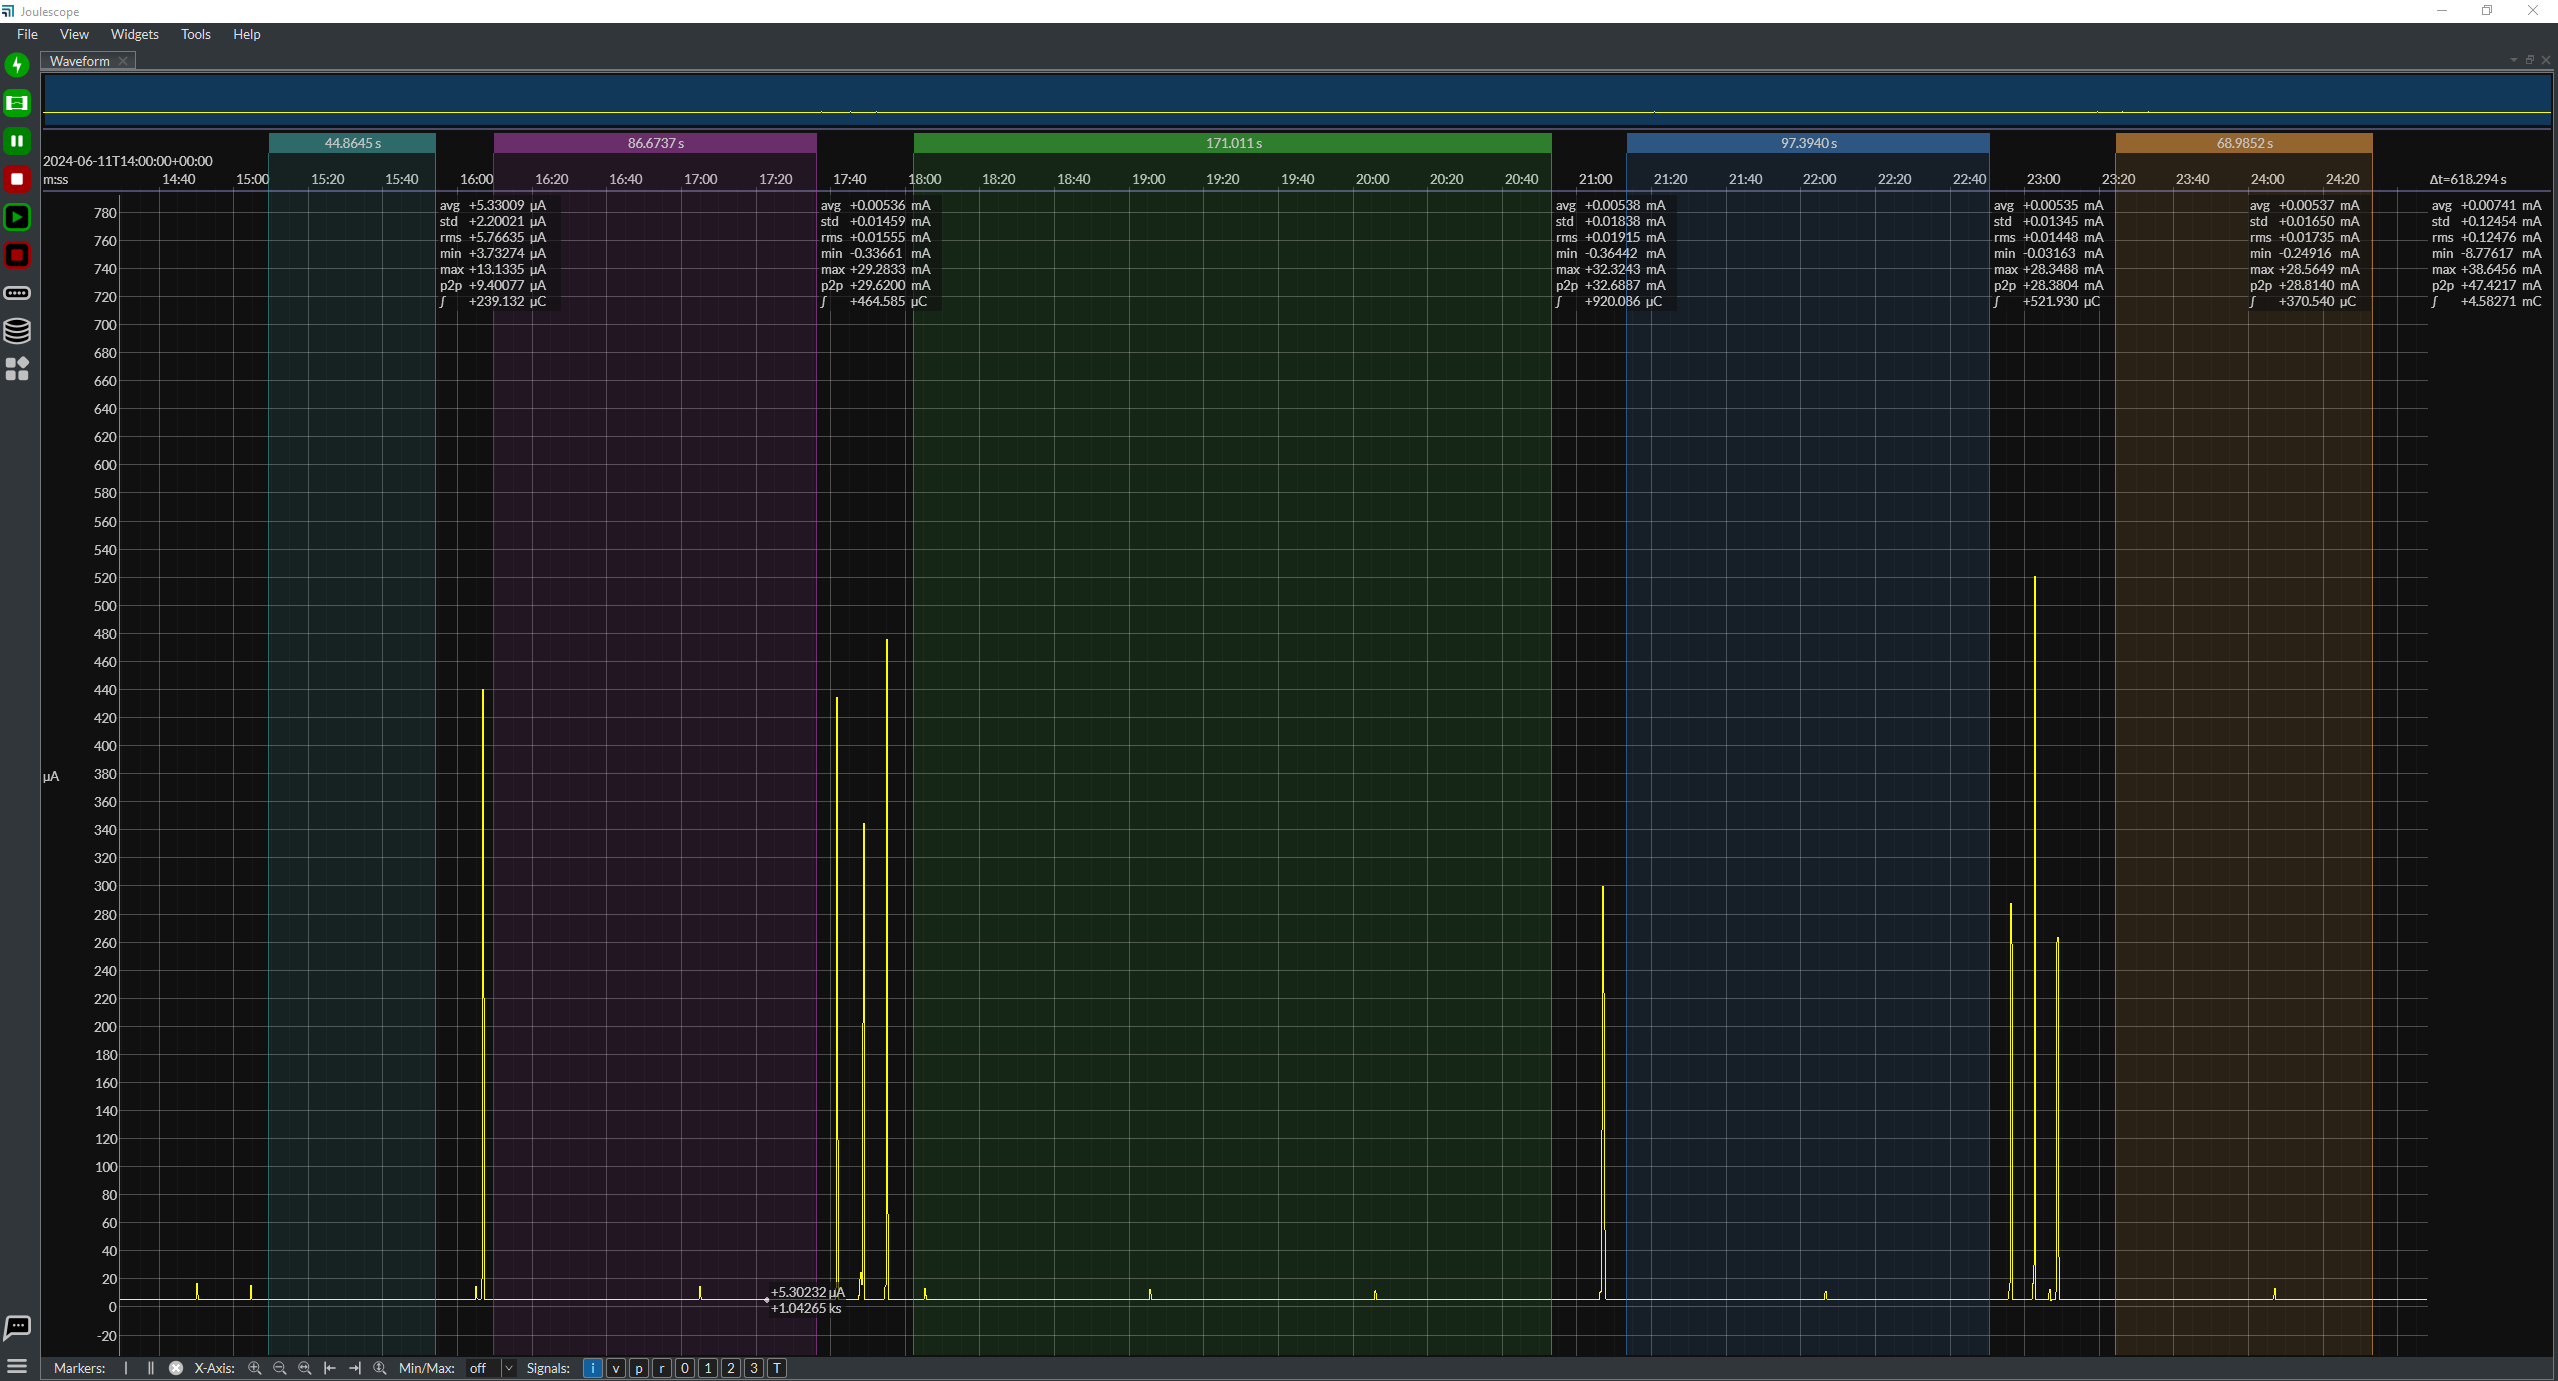 Joulescope
File View Widgets Tools Help
Waveform
44.8645 s 86.6737 s 171.011 s 97.3940 s 68.9852 s
2024-06-11T14:00:00+00:00
m:ss 14:40 15:00 15:20 15:40 16:00 16:20 16:40 17:00 17:20 17:40 18:00 18:20 18:40 19:00 19:20 19:40 20:00 20:20 20:40 21:00 21:20 21:40 22:00 22:20 22:40 23:00 23:20 23:40 24:00 24:20 Δt=618.294 s
avg +5.33009 µA
std +2.20021 µA
rms +5.76635 µA
min +3.73274 µA
max +13.1335 µA
p2p +9.40077 µA
∫ +239.132 µC
avg +0.00536 mA
std +0.01459 mA
rms +0.01555 mA
min -0.33661 mA
max +29.2833 mA
p2p +29.6200 mA
∫ +464.585 µC
avg +0.00538 mA
std +0.01838 mA
rms +0.01915 mA
min -0.36442 mA
max +32.3243 mA
p2p +32.6887 mA
∫ +920.086 µC
avg +0.00535 mA
std +0.01345 mA
rms +0.01448 mA
min -0.03163 mA
max +28.3488 mA
p2p +28.3804 mA
∫ +521.930 µC
avg +0.00537 mA
std +0.01650 mA
rms +0.01735 mA
min -0.24916 mA
max +28.5649 mA
p2p +28.8140 mA
∫ +370.540 µC
avg +0.00741 mA
std +0.12454 mA
rms +0.12476 mA
min -8.77617 mA
max +38.6456 mA
p2p +47.4217 mA
∫ +4.58271 mC
780
760
740
720
700
680
660
640
620
600
580
560
540
520
500
480
460
440
420
400
µA
380
360
340
320
300
280
260
240
220
200
180
160
140
120
100
80
60
40
20
0
-20
+5.30232 µA
+1.04265 ks
Markers: X-Axis: Min/Max: off Signals: i v p r 0 1 2 3 T